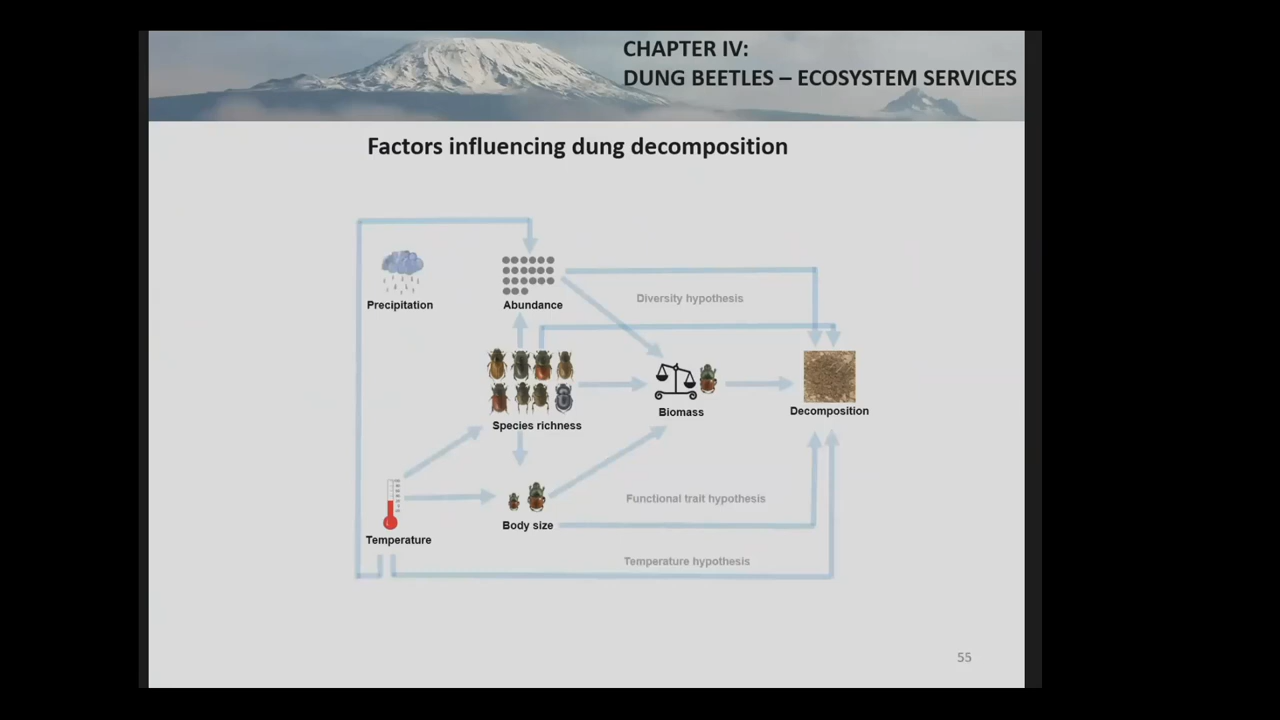 CHAPTER IV:
DUNG BEETLES – ECOSYSTEM SERVICES
Factors influencing dung decomposition
Precipitation
Abundance
Diversity hypothesis
Species richness
Biomass
Decomposition
Temperature
Body size
Functional trait hypothesis
Temperature hypothesis
55